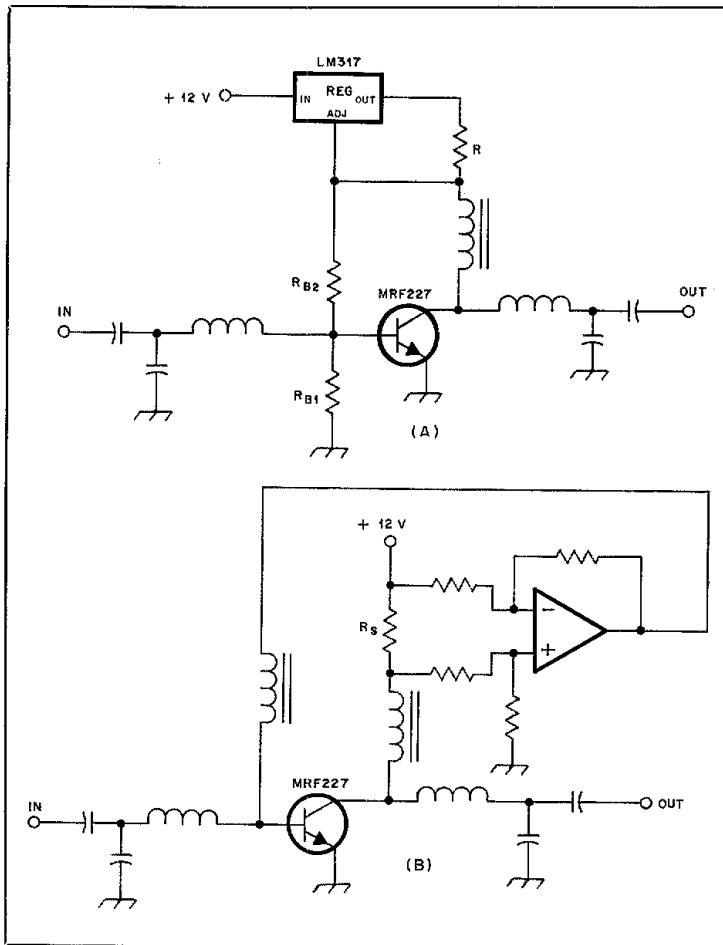 LM317
+ 12 V
IN REG OUT
ADJ
R
RB2
MRF227
IN
OUT
RB1
(A)
+ 12 V
RS
−
+
MRF227
IN
OUT
(B)